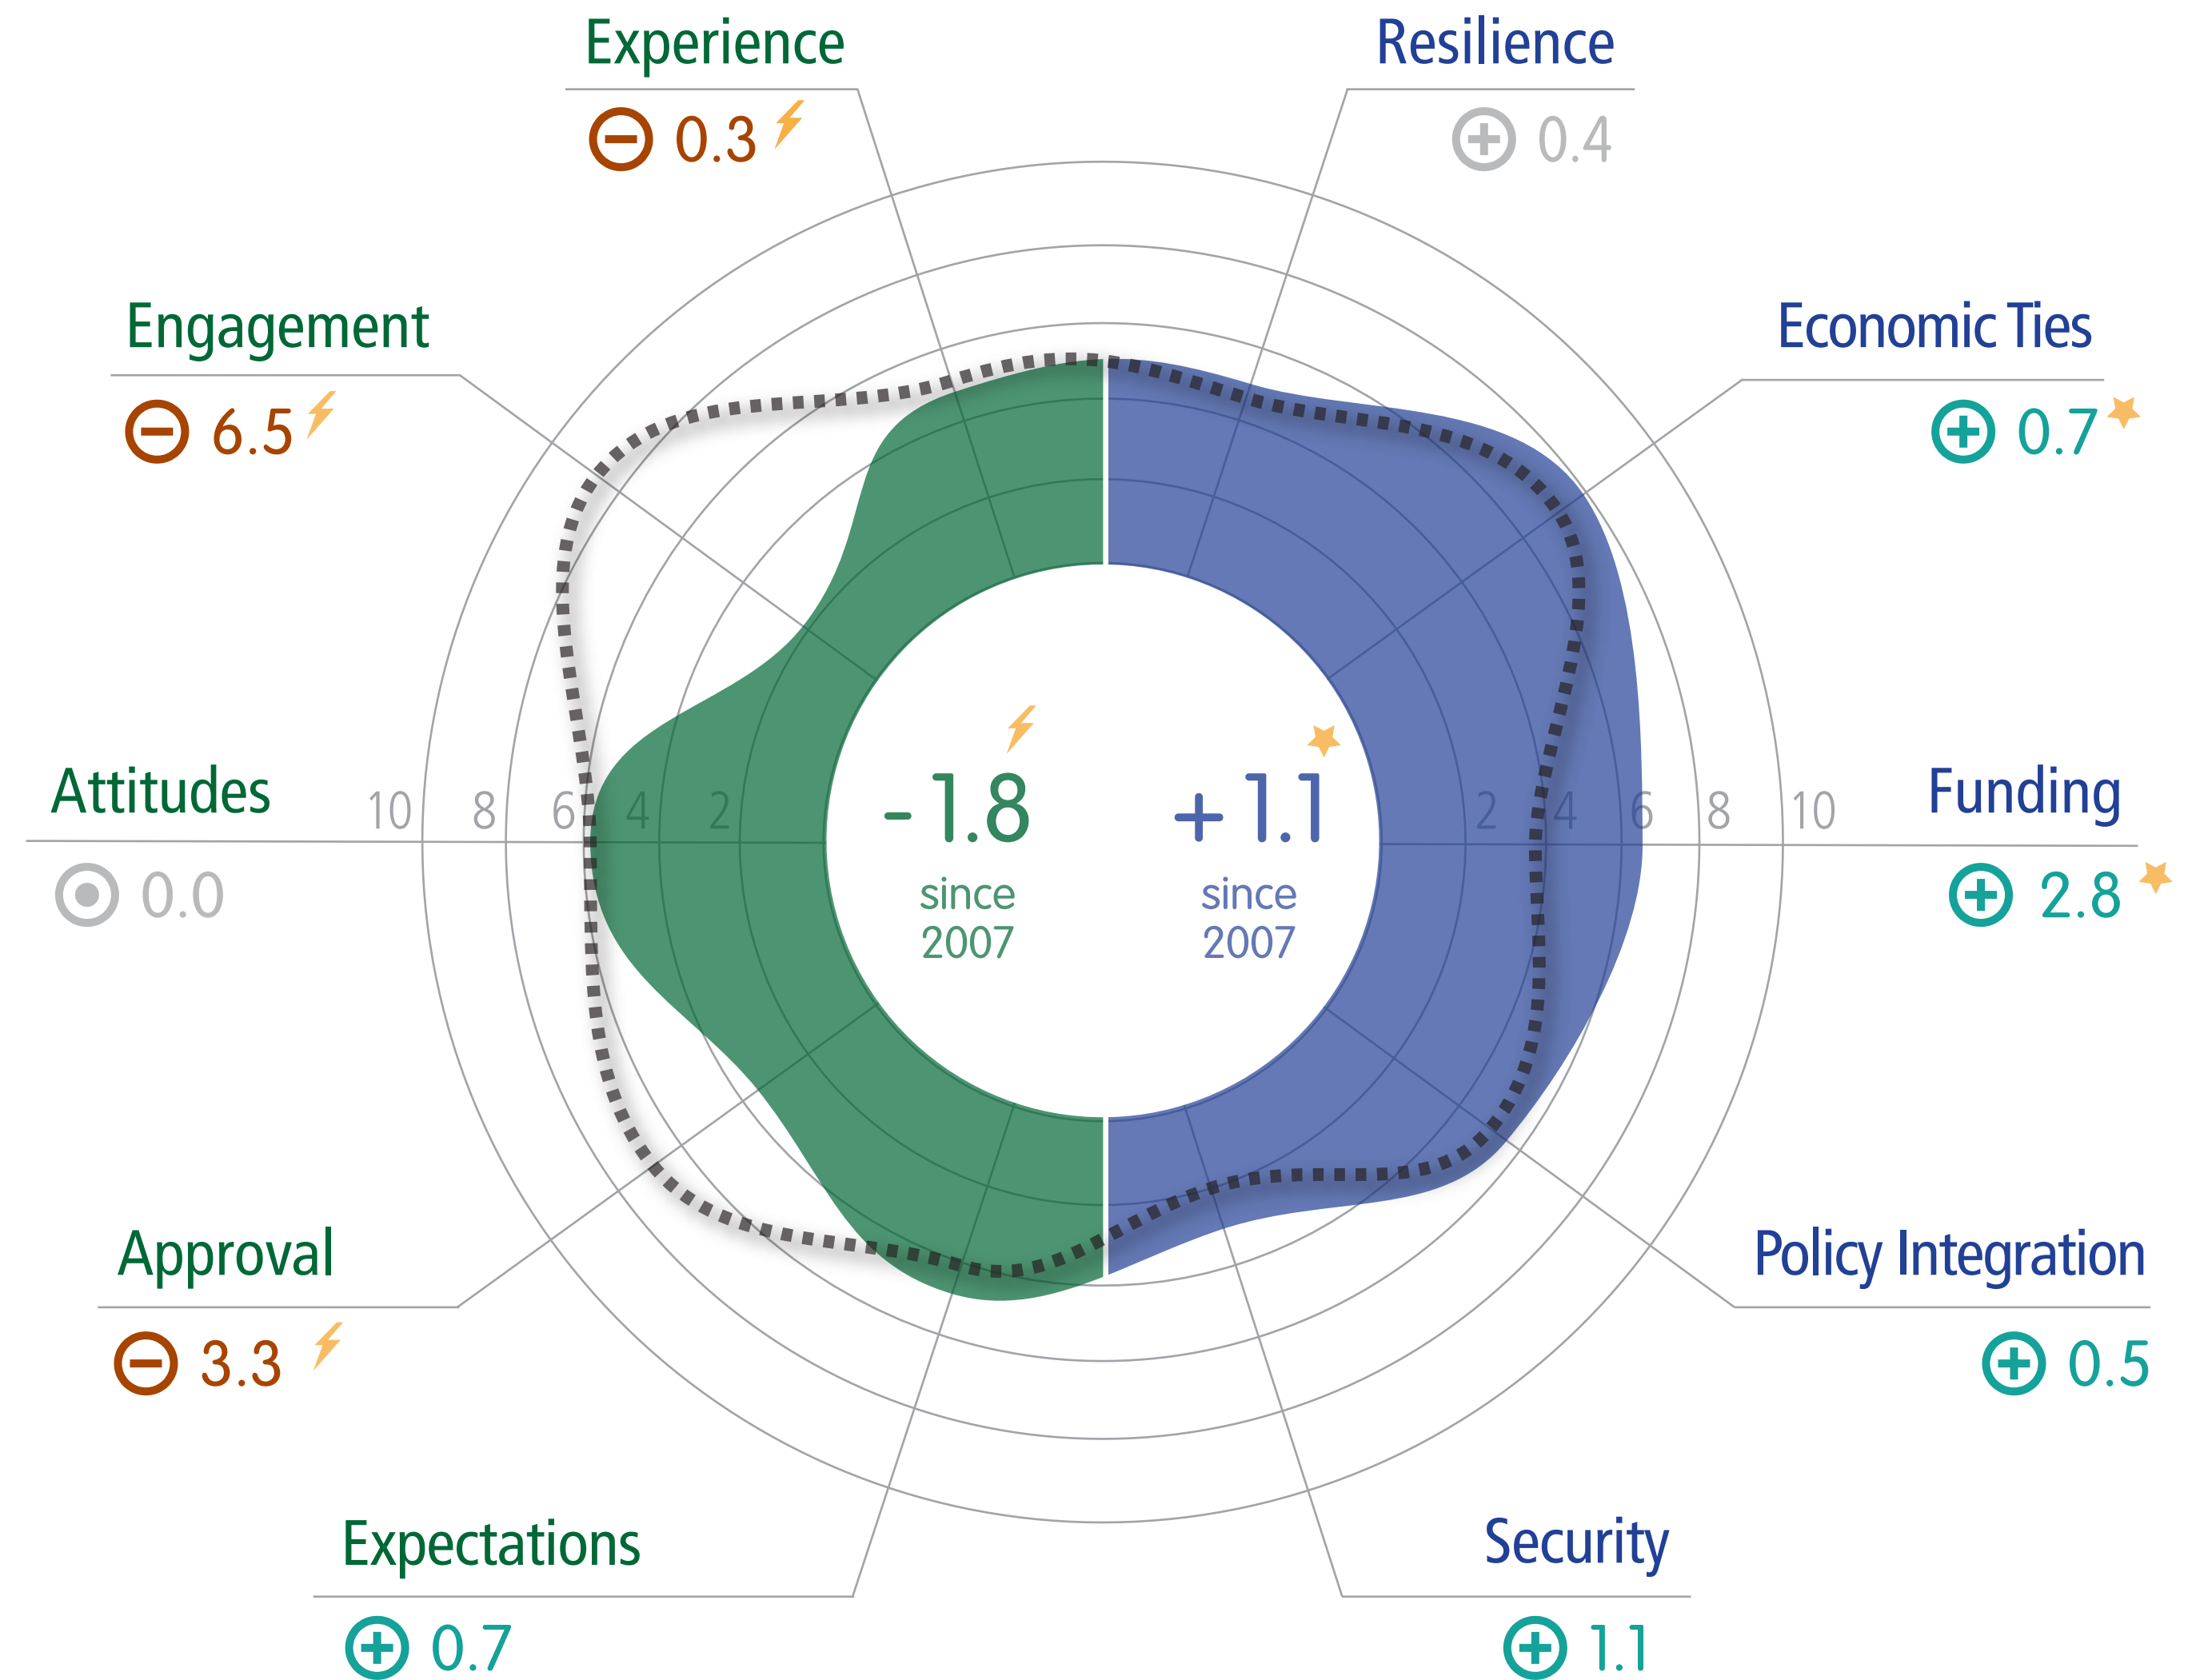 Experience
0.3
Resilience
0.4
Engagement
6.5
Economic Ties
0.7
Attitudes
0.0
10 8 6 4 2
-1.8
since
2007
+1.1
since
2007
2 4 6 8 10
Funding
2.8
Approval
3.3
Policy Integration
0.5
Expectations
0.7
Security
1.1